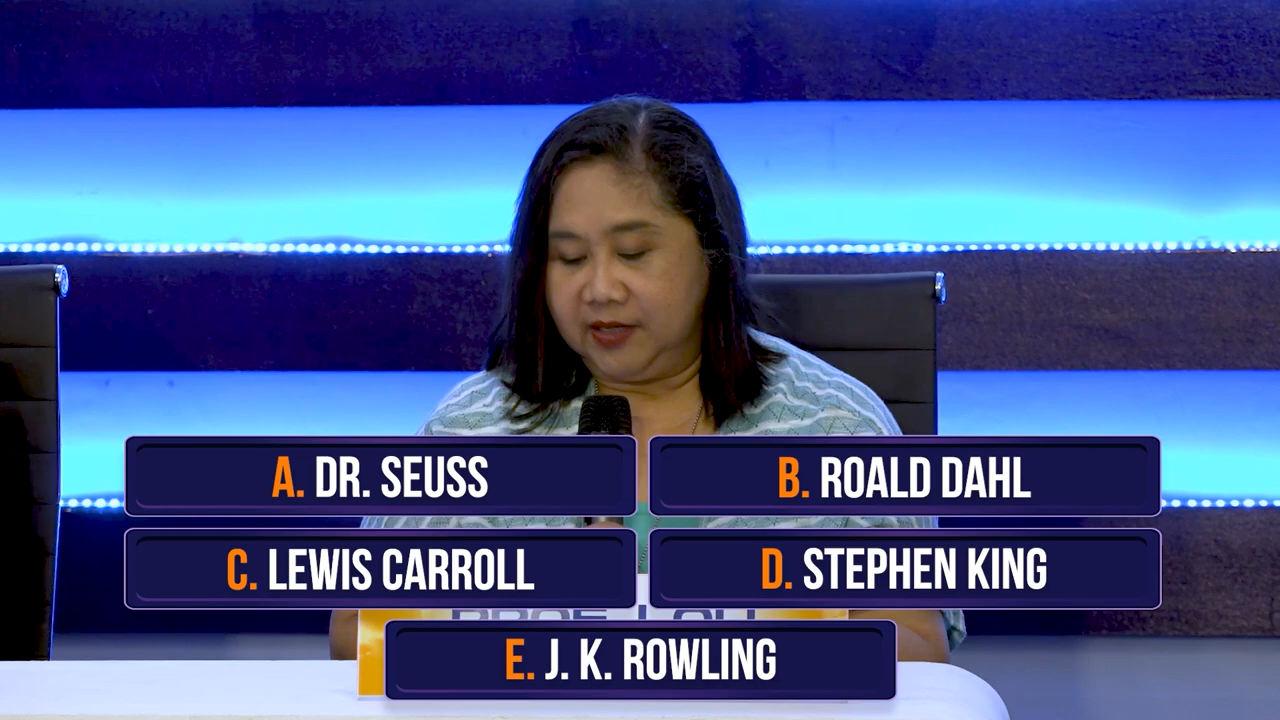 A. DR. SEUSS
B. ROALD DAHL
C. LEWIS CARROLL
D. STEPHEN KING
E. J. K. ROWLING